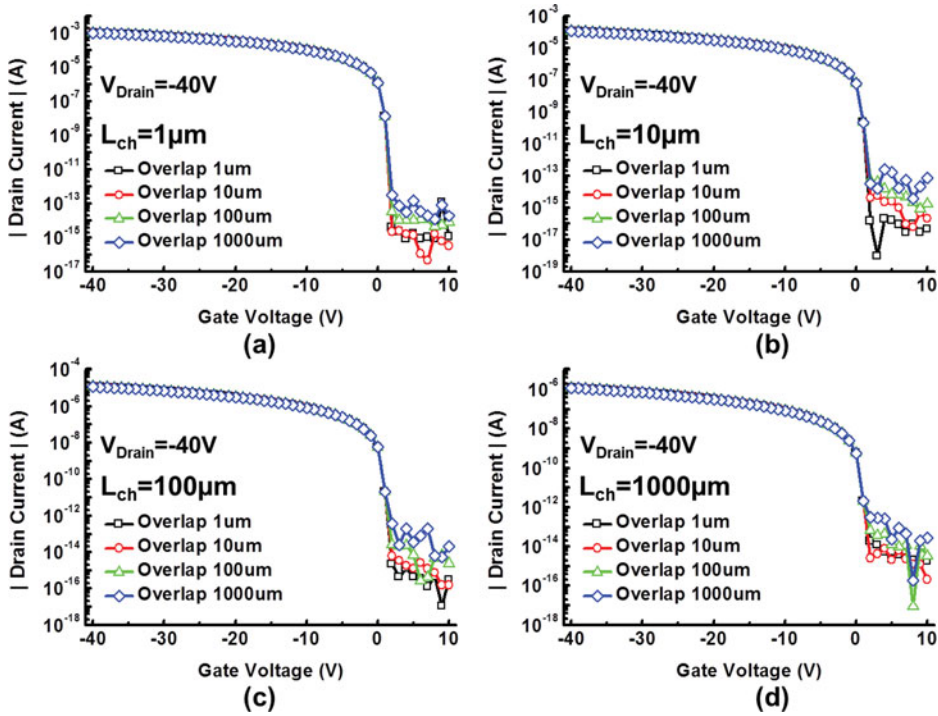 | Drain Current | (A)
10⁻³
10⁻⁵
10⁻⁷
10⁻⁹
10⁻¹¹
10⁻¹³
10⁻¹⁵
10⁻¹⁷
V_Drain=-40V
L_ch=1μm
Overlap 1um
Overlap 10um
Overlap 100um
Overlap 1000um
-40 -30 -20 -10 0 10
Gate Voltage (V)
(a)
| Drain Current | (A)
10⁻³
10⁻⁵
10⁻⁷
10⁻⁹
10⁻¹¹
10⁻¹³
10⁻¹⁵
10⁻¹⁷
10⁻¹⁹
V_Drain=-40V
L_ch=10μm
Overlap 1um
Overlap 10um
Overlap 100um
Overlap 1000um
-40 -30 -20 -10 0 10
Gate Voltage (V)
(b)
| Drain Current | (A)
10⁻⁴
10⁻⁶
10⁻⁸
10⁻¹⁰
10⁻¹²
10⁻¹⁴
10⁻¹⁶
10⁻¹⁸
V_Drain=-40V
L_ch=100μm
Overlap 1um
Overlap 10um
Overlap 100um
Overlap 1000um
-40 -30 -20 -10 0 10
Gate Voltage (V)
(c)
| Drain Current | (A)
10⁻⁶
10⁻⁸
10⁻¹⁰
10⁻¹²
10⁻¹⁴
10⁻¹⁶
10⁻¹⁸
V_Drain=-40V
L_ch=1000μm
Overlap 1um
Overlap 10um
Overlap 100um
Overlap 1000um
-40 -30 -20 -10 0 10
Gate Voltage (V)
(d)